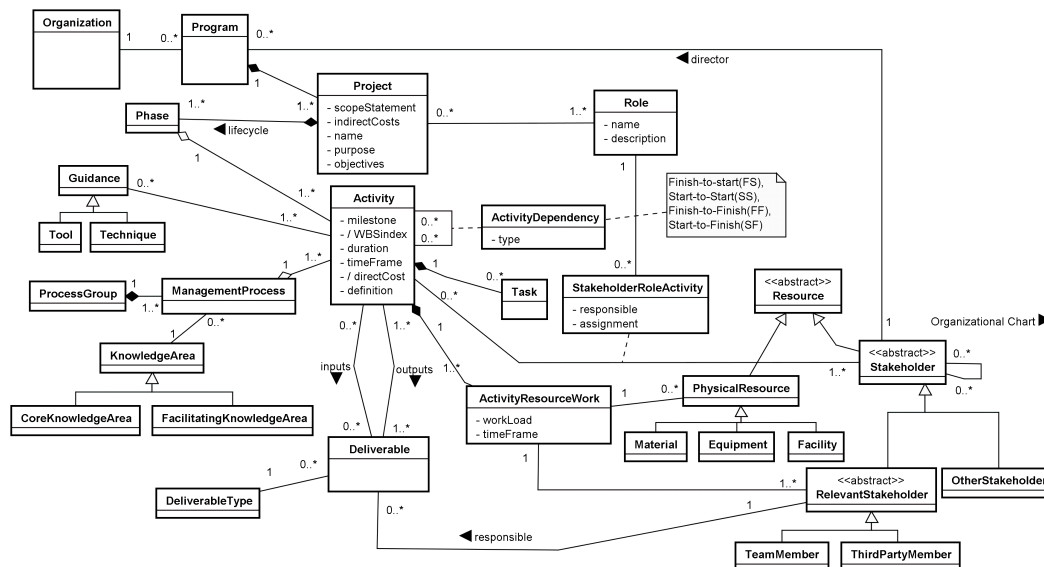 Organization
Program
1
0..*
0..*
director
1
Project
- scopeStatement
- indirectCosts
- name
- purpose
- objectives
1..*
1..*
lifecycle
Phase
1
0..*
1..*
Role
- name
- description
1
Guidance
0..*
1..*
1..*
Tool
Technique
Activity
- milestone
- / WBSindex
- duration
- timeFrame
- / directCost
- definition
0..*
0..*
ActivityDependency
- type
Finish-to-start(FS),
Start-to-Start(SS),
Finish-to-Finish(FF),
Start-to-Finish(SF)
1..*
1
0..*
Task
0..*
0..*
StakeholderRoleActivity
- responsible
- assignment
<<abstract>>
Resource
ProcessGroup
1
1..*
ManagementProcess
1
0..*
KnowledgeArea
CoreKnowledgeArea
FacilitatingKnowledgeArea
0..*
1..*
inputs
outputs
0..*
1..*
1
1..*
ActivityResourceWork
- workLoad
- timeFrame
1
0..*
PhysicalResource
Material
Equipment
Facility
Organizational Chart
1
<<abstract>>
Stakeholder
0..*
0..*
1..*
Deliverable
0..*
1
DeliverableType
0..*
responsible
1
1..*
1
<<abstract>>
RelevantStakeholder
OtherStakeholder
TeamMember
ThirdPartyMember